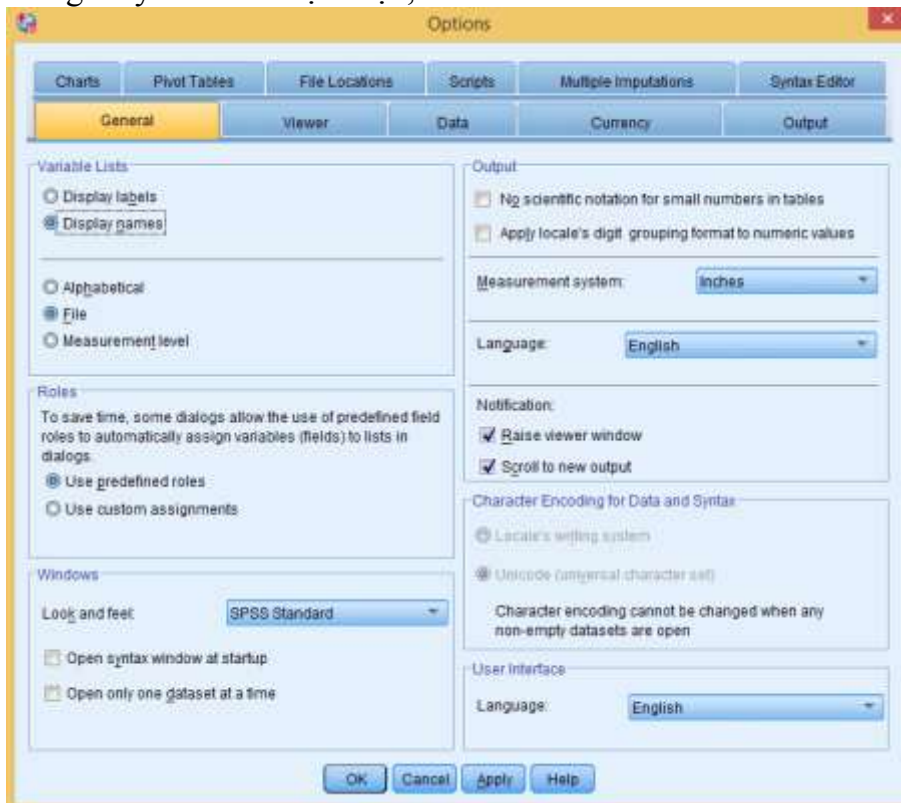 Options
Charts Pivot Tables File Locations Scripts Multiple Imputations Syntax Editor
General Viewer Data Currency Output
Variable Lists
Display labels
Display names
Alphabetical
File
Measurement level
Roles
To save time, some dialogs allow the use of predefined field
roles to automatically assign variables (fields) to lists in
dialogs.
Use predefined roles
Use custom assignments
Windows
Look and feel: SPSS Standard
Open syntax window at startup
Open only one dataset at a time
Output
No scientific notation for small numbers in tables
Apply locale's digit grouping format to numeric values
Measurement system: Inches
Language: English
Notification:
Raise viewer window
Scroll to new output
Character Encoding for Data and Syntax
Locale's writing system
Unicode (universal character set)
Character encoding cannot be changed when any
non-empty datasets are open
User Interface
Language: English
OK Cancel Apply Help